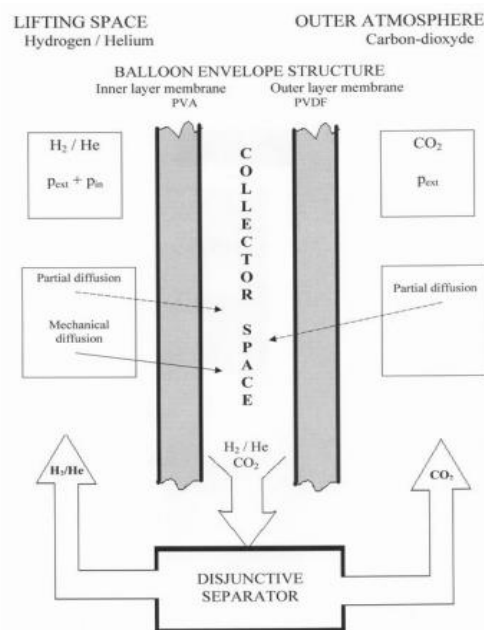 LIFTING SPACE
Hydrogen / Helium
OUTER ATMOSPHERE
Carbon-dioxyde
BALLOON ENVELOPE STRUCTURE
Inner layer membrane
PVA
Outer layer membrane
PVDF
H2 / He
pext + pin
COLLECTOR SPACE
CO2
pext
Partial diffusion
Mechanical
diffusion
Partial diffusion
H2 / He
CO2
H2/He
CO2
DISJUNCTIVE
SEPARATOR